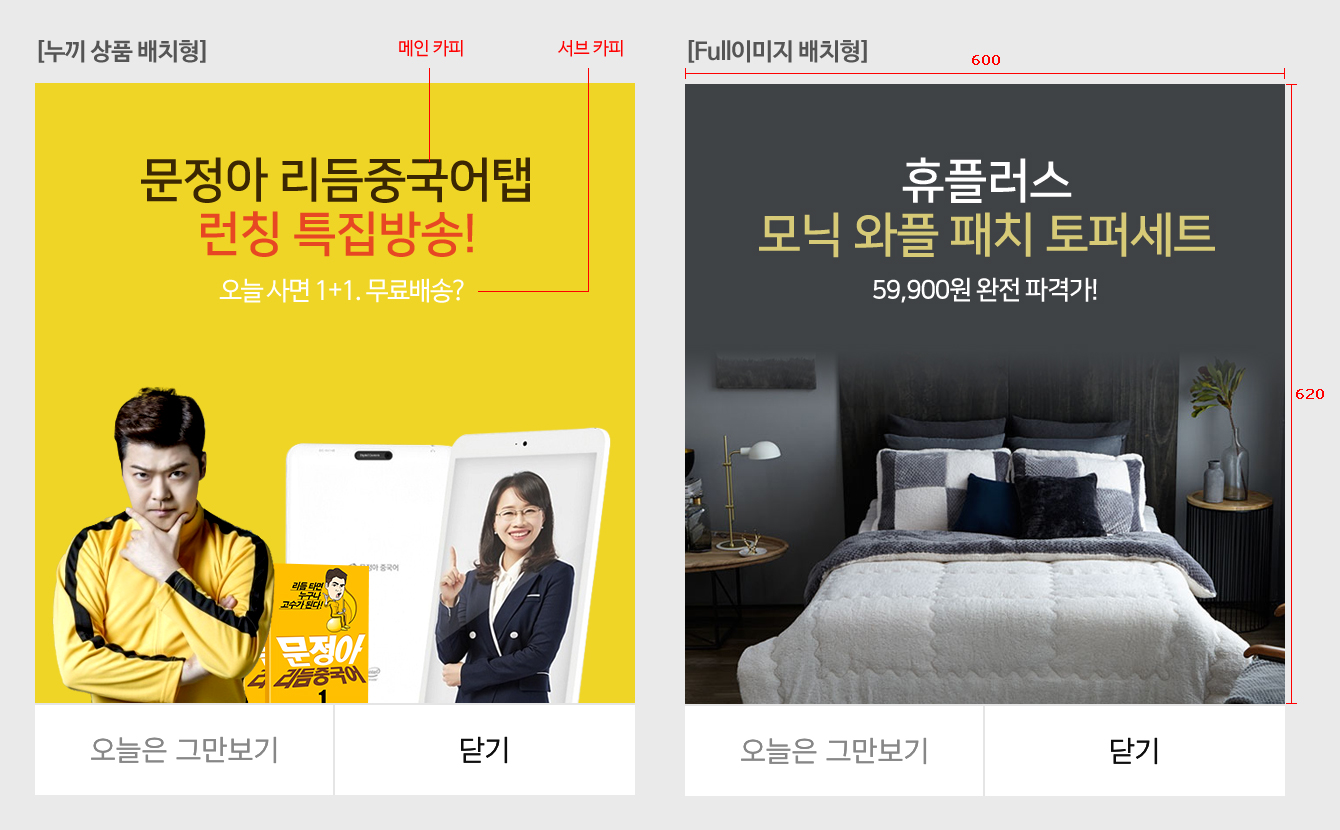 [누끼 상품 배치형]
메인 카피
서브 카피
문정아 리듬중국어탭
런칭 특집방송!
오늘 사면 1+1. 무료배송?
리듬 타면
누구나
고수가 된다!
문정아
리듬중국어
1
중국어
오늘은 그만보기
닫기
[Full이미지 배치형]
600
620
휴플러스
모닉 와플 패치 토퍼세트
59,900원 완전 파격가!
오늘은 그만보기
닫기